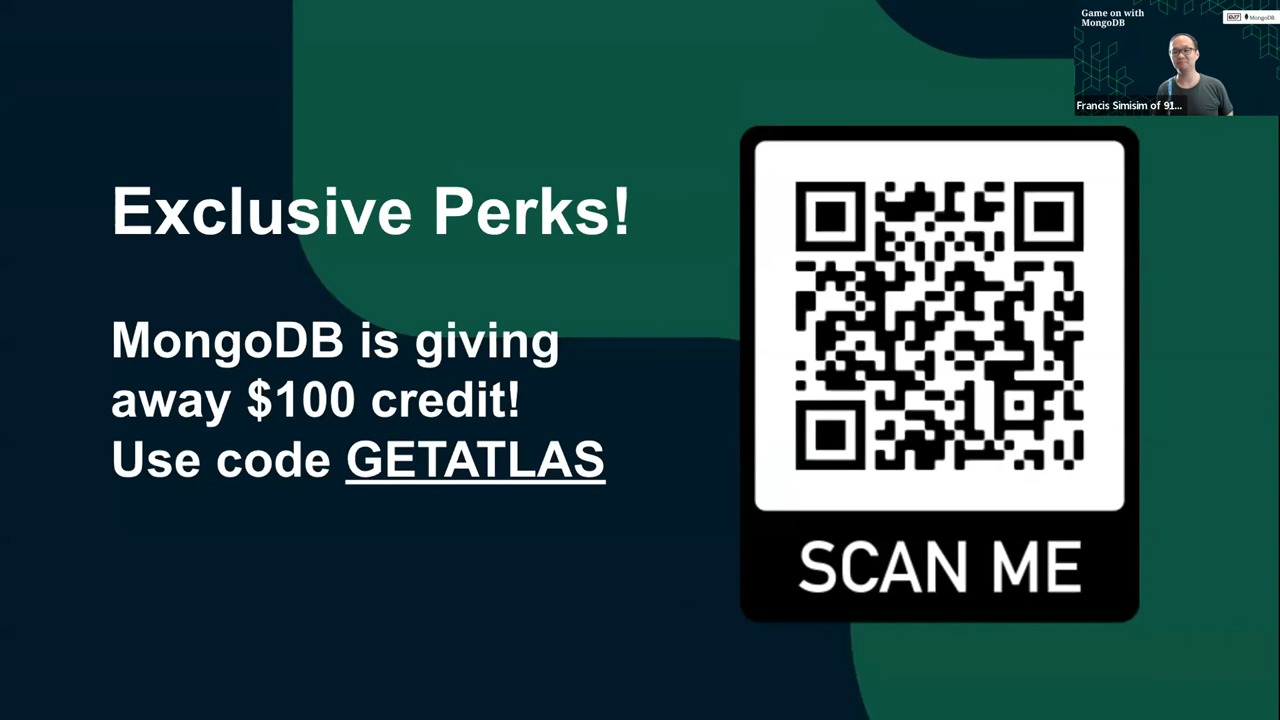 Game on with
MongoDB
MongoDB
Francis Simisim of 91...
Exclusive Perks!
MongoDB is giving
away $100 credit!
Use code GETATLAS
SCAN ME